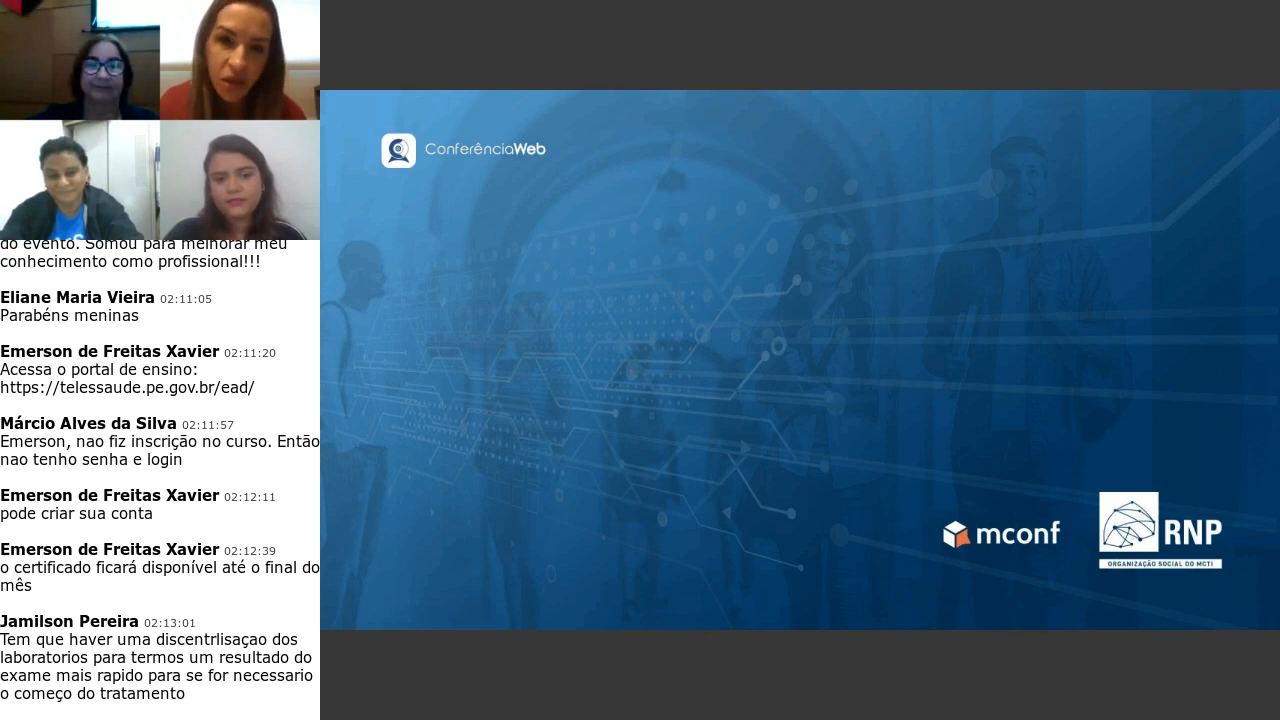 do evento. Somou para melhorar meu
conhecimento como profissional!!!
Eliane Maria Vieira 02:11:05
Parabéns meninas
Emerson de Freitas Xavier 02:11:20
Acessa o portal de ensino:
https://telessaude.pe.gov.br/ead/
Márcio Alves da Silva 02:11:57
Emerson, nao fiz inscrição no curso. Então
nao tenho senha e login
Emerson de Freitas Xavier 02:12:11
pode criar sua conta
Emerson de Freitas Xavier 02:12:39
o certificado ficará disponível até o final do
mês
Jamilson Pereira 02:13:01
Tem que haver uma discentrlisaçao dos
laboratorios para termos um resultado do
exame mais rapido para se for necessario
o começo do tratamento
ConferênciaWeb
mconf
RNP
ORGANIZAÇÃO SOCIAL DO MCTI